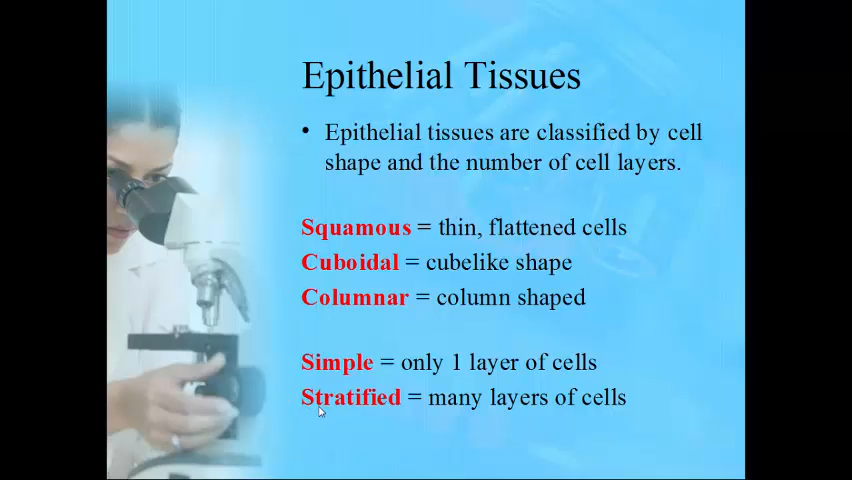 Epithelial Tissues
• Epithelial tissues are classified by cell
shape and the number of cell layers.
Squamous = thin, flattened cells
Cuboidal = cubelike shape
Columnar = column shaped
Simple = only 1 layer of cells
Stratified = many layers of cells